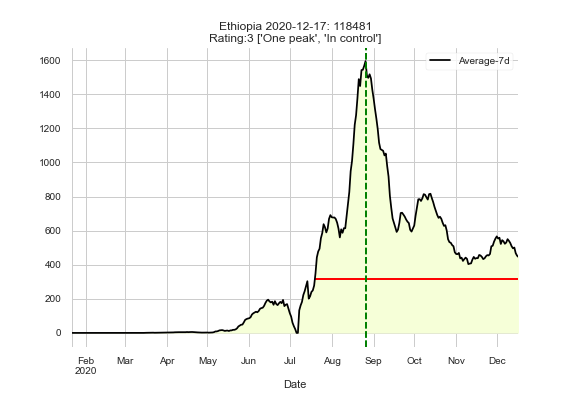 Ethiopia 2020-12-17: 118481
Rating:3 ['One peak', 'In control']
Average-7d
1600
1400
1200
1000
800
600
400
200
0
Feb Mar Apr May Jun Jul Aug Sep Oct Nov Dec
2020
Date